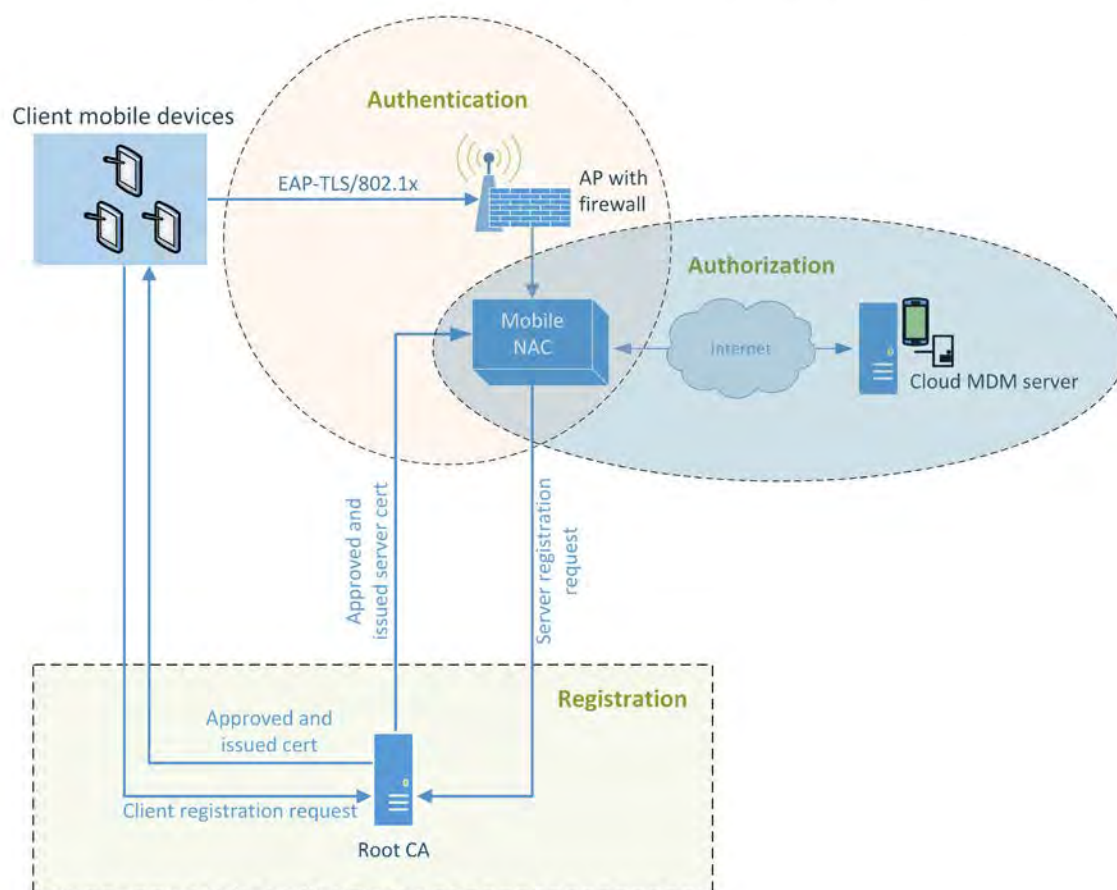 Authentication
Client mobile devices
EAP-TLS/802.1x
AP with
firewall
Authorization
Mobile
NAC
Internet
Cloud MDM server
Approved and
issued server cert
Server registration
request
Registration
Approved and
issued cert
Client registration request
Root CA